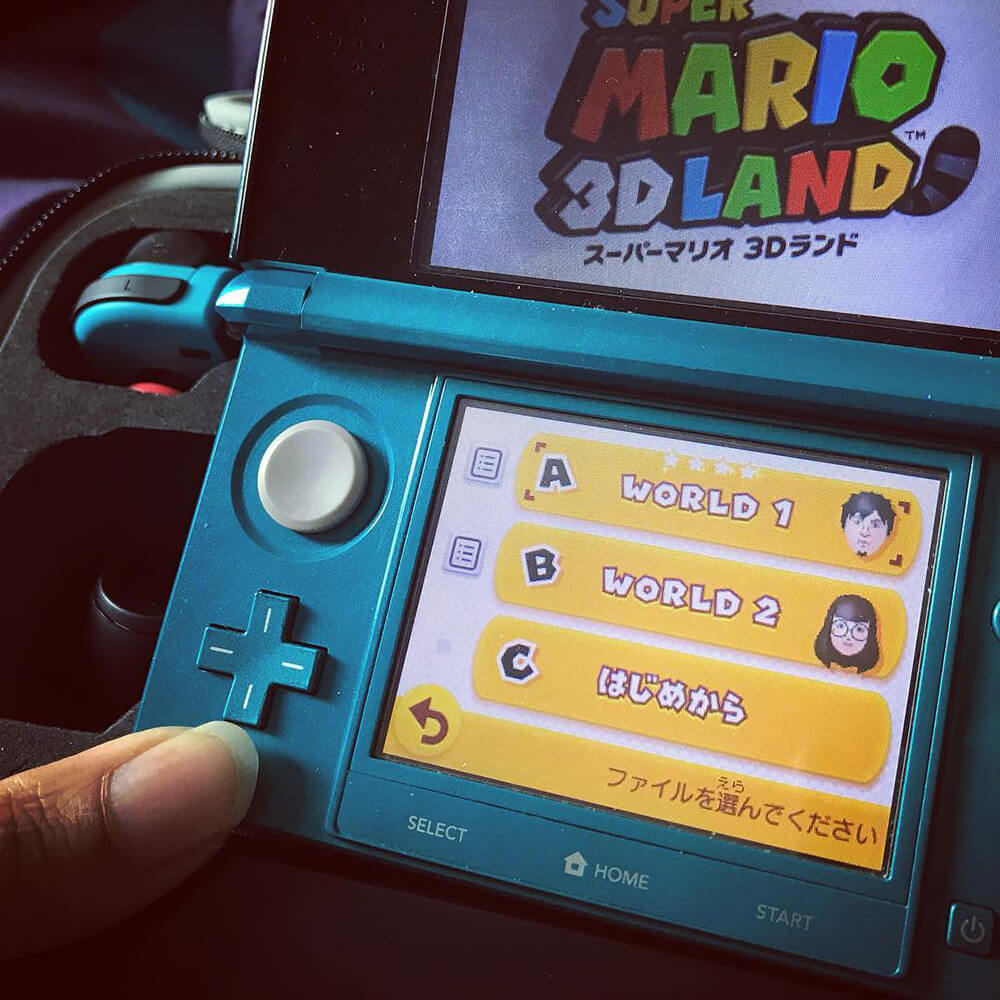 SUPER
MARIO
3D LAND™
スーパーマリオ 3Dランド
L
A WORLD 1
B WORLD 2
C はじめから
えら
ファイルを選んでください
SELECT
HOME
START